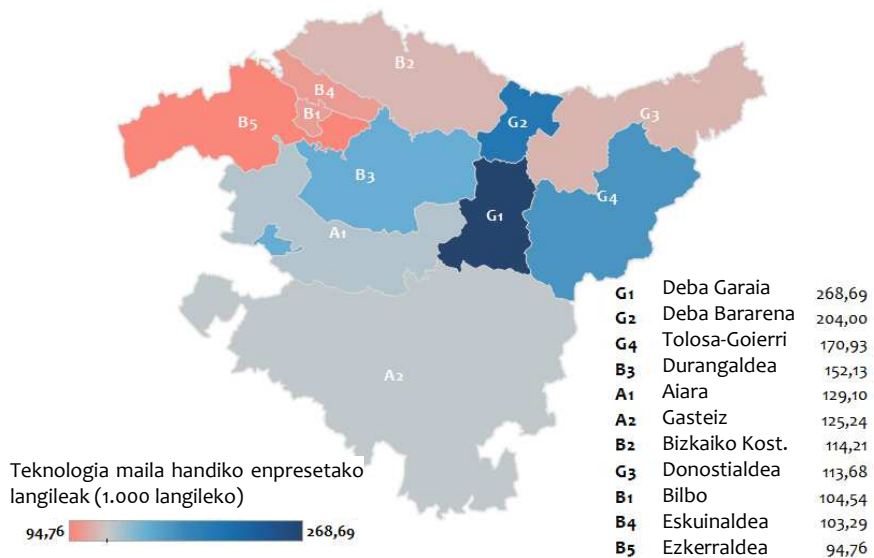 B2
B4
B1
B5
G2
G3
B3
G4
G1
A1
A2
G1 Deba Garaia 268,69
G2 Deba Bararena 204,00
G4 Tolosa-Goierri 170,93
B3 Durangaldea 152,13
A1 Aiara 129,10
A2 Gasteiz 125,24
B2 Bizkaiko Kost. 114,21
G3 Donostialdea 113,68
B1 Bilbo 104,54
B4 Eskuinaldea 103,29
B5 Ezkerraldea 94,76
Teknologia maila handiko enpresetako
langileak (1.000 langileko)
94,76 268,69